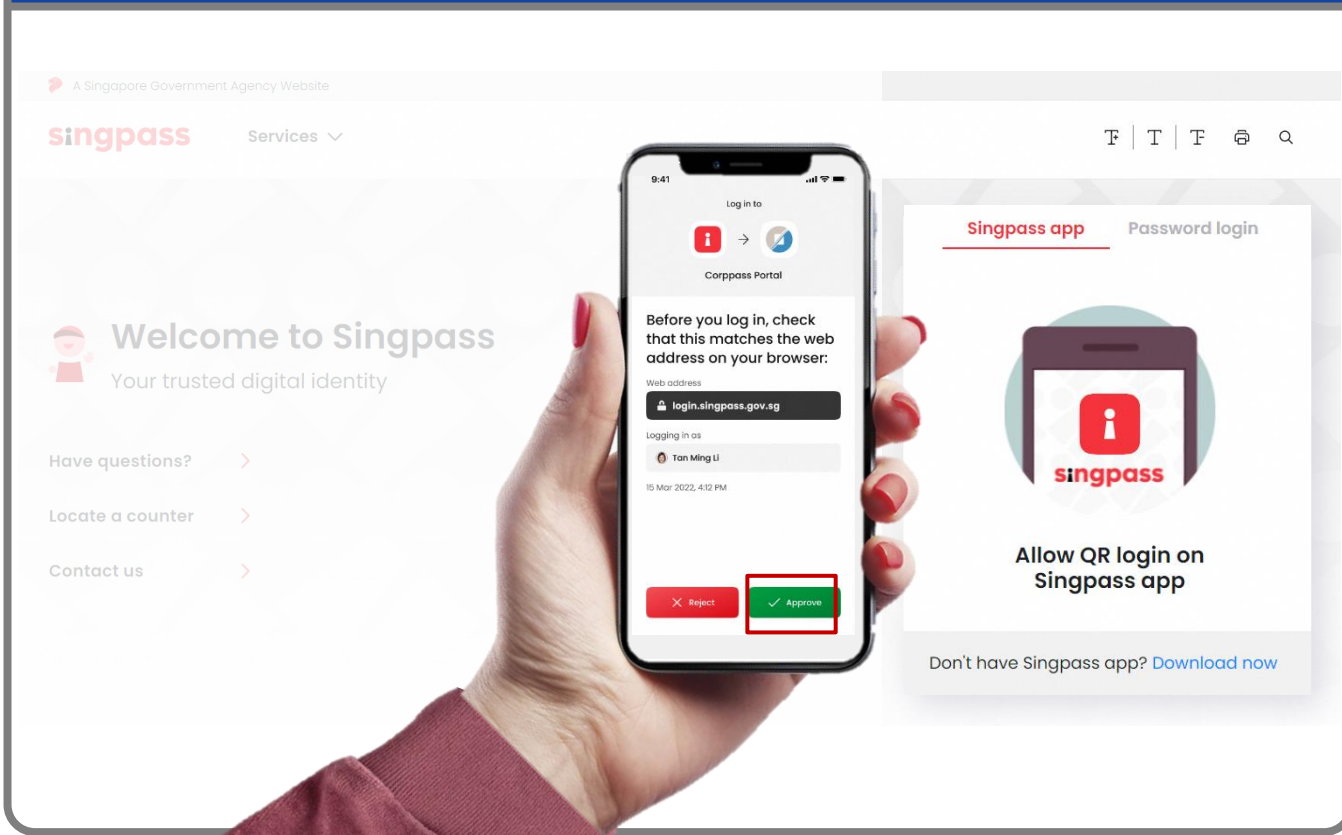 A Singapore Government Agency Website
singpass
Services
T+ T T-
Welcome to Singpass
Your trusted digital identity
Have questions?
Locate a counter
Contact us
9:41
Log in to
Corppass Portal
Before you log in, check
that this matches the web
address on your browser:
Web address
login.singpass.gov.sg
Logging in as
Tan Ming Li
15 Mar 2022, 4:12 PM
Reject
Approve
Singpass app
Password login
singpass
Allow QR login on
Singpass app
Don't have Singpass app? Download now